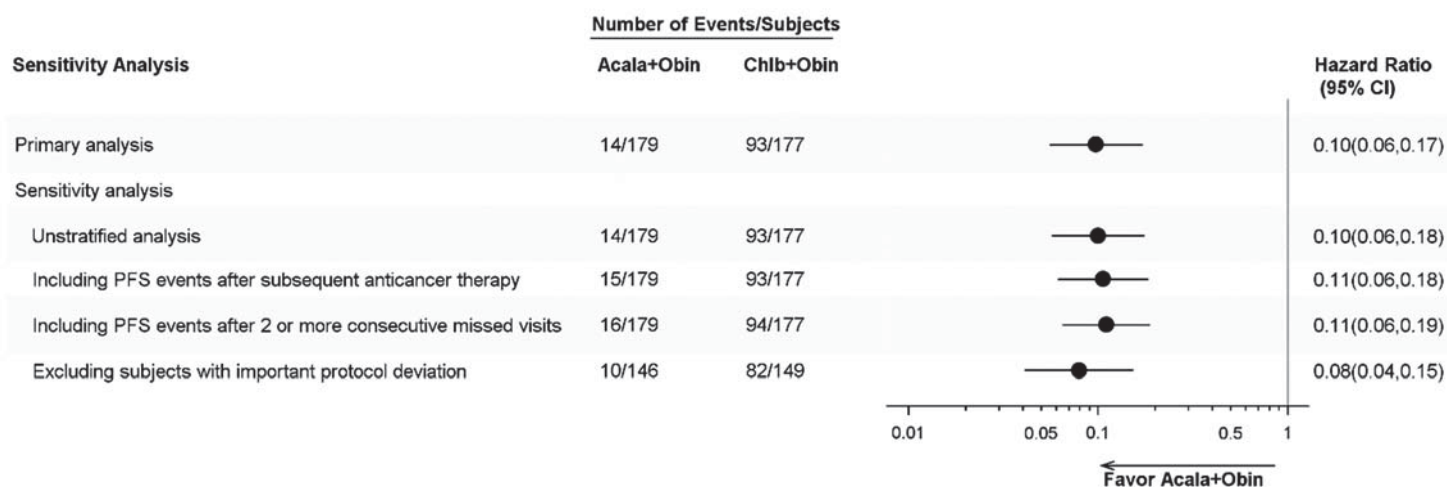 Number of Events/Subjects
Sensitivity Analysis Acala+Obin Chlb+Obin Hazard Ratio
(95% CI)
Primary analysis 14/179 93/177 0.10(0.06,0.17)
Sensitivity analysis
Unstratified analysis 14/179 93/177 0.10(0.06,0.18)
Including PFS events after subsequent anticancer therapy 15/179 93/177 0.11(0.06,0.18)
Including PFS events after 2 or more consecutive missed visits 16/179 94/177 0.11(0.06,0.19)
Excluding subjects with important protocol deviation 10/146 82/149 0.08(0.04,0.15)
0.01 0.05 0.1 0.5 1
Favor Acala+Obin